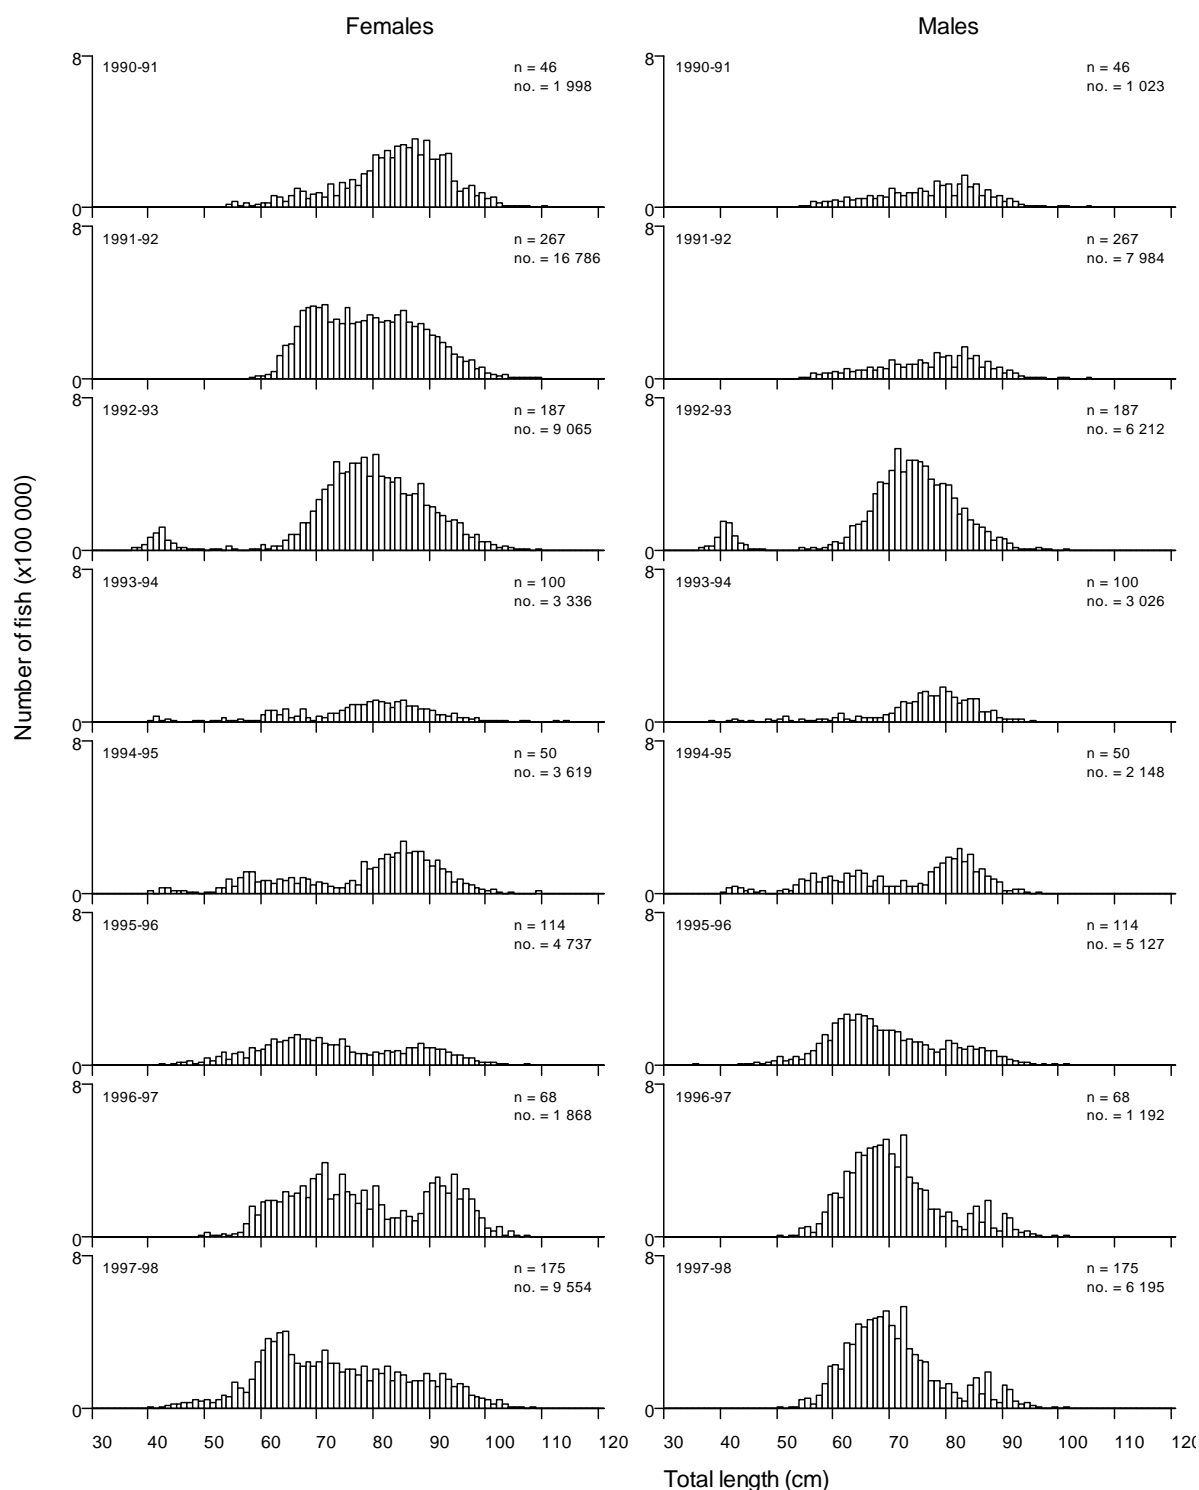 Females Males
8 1990-91 n = 46 8 1990-91 n = 46
no. = 1 998 no. = 1 023
0 0
8 1991-92 n = 267 8 1991-92 n = 267
no. = 16 786 no. = 7 984
0 0
8 1992-93 n = 187 8 1992-93 n = 187
no. = 9 065 no. = 6 212
0 0
8 1993-94 n = 100 8 1993-94 n = 100
no. = 3 336 no. = 3 026
0 0
8 1994-95 n = 50 8 1994-95 n = 50
no. = 3 619 no. = 2 148
0 0
8 1995-96 n = 114 8 1995-96 n = 114
no. = 4 737 no. = 5 127
0 0
8 1996-97 n = 68 8 1996-97 n = 68
no. = 1 868 no. = 1 192
0 0
8 1997-98 n = 175 8 1997-98 n = 175
no. = 9 554 no. = 6 195
0 0
30 40 50 60 70 80 90 100 110 120 30 40 50 60 70 80 90 100 110 120
Total length (cm)
Number of fish (x100 000)